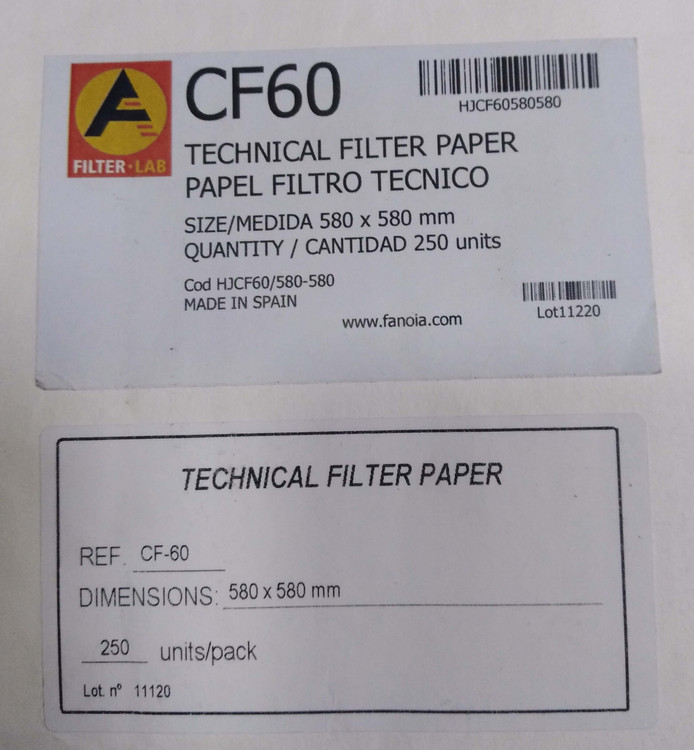 CF60
HJCF60580580
FILTER·LAB
TECHNICAL FILTER PAPER
PAPEL FILTRO TECNICO
SIZE/MEDIDA 580 x 580 mm
QUANTITY / CANTIDAD 250 units
Cod HJCF60/580-580
MADE IN SPAIN
www.fanoia.com
Lot11220
TECHNICAL FILTER PAPER
REF. CF-60
DIMENSIONS: 580 x 580 mm
250 units/pack
Lot. nº 11120